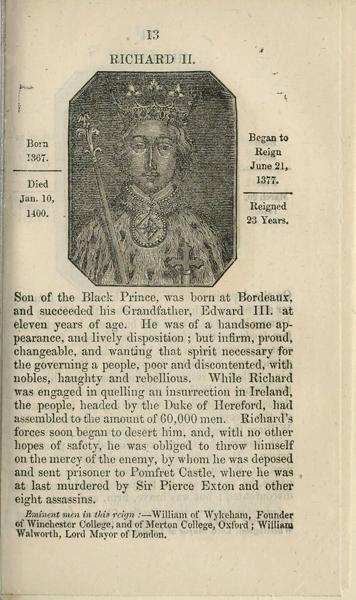 13
RICHARD II.
Born
1367.
Died
Jan. 10,
1400.
Began to
Reign
June 21,
1377.
Reigned
23 Years.
Son of the Black Prince, was born at Bordeaux,
and succeeded his Grandfather, Edward III. at
eleven years of age. He was of a handsome ap-
pearance, and lively disposition ; but infirm, proud,
changeable, and wanting that spirit necessary for
the governing a people, poor and discontented, with
nobles, haughty and rebellious. While Richard
was engaged in quelling an insurrection in Ireland,
the people, headed by the Duke of Hereford, had
assembled to the amount of 60,000 men. Richard's
forces soon began to desert him, and, with no other
hopes of safety, he was obliged to throw himself
on the mercy of the enemy, by whom he was deposed
and sent prisoner to Pomfret Castle, where he was
at last murdered by Sir Pierce Exton and other
eight assassins.
Eminent men in this reign :—William of Wykeham, Founder
of Winchester College, and of Merton College, Oxford ; William
Walworth, Lord Mayor of London.